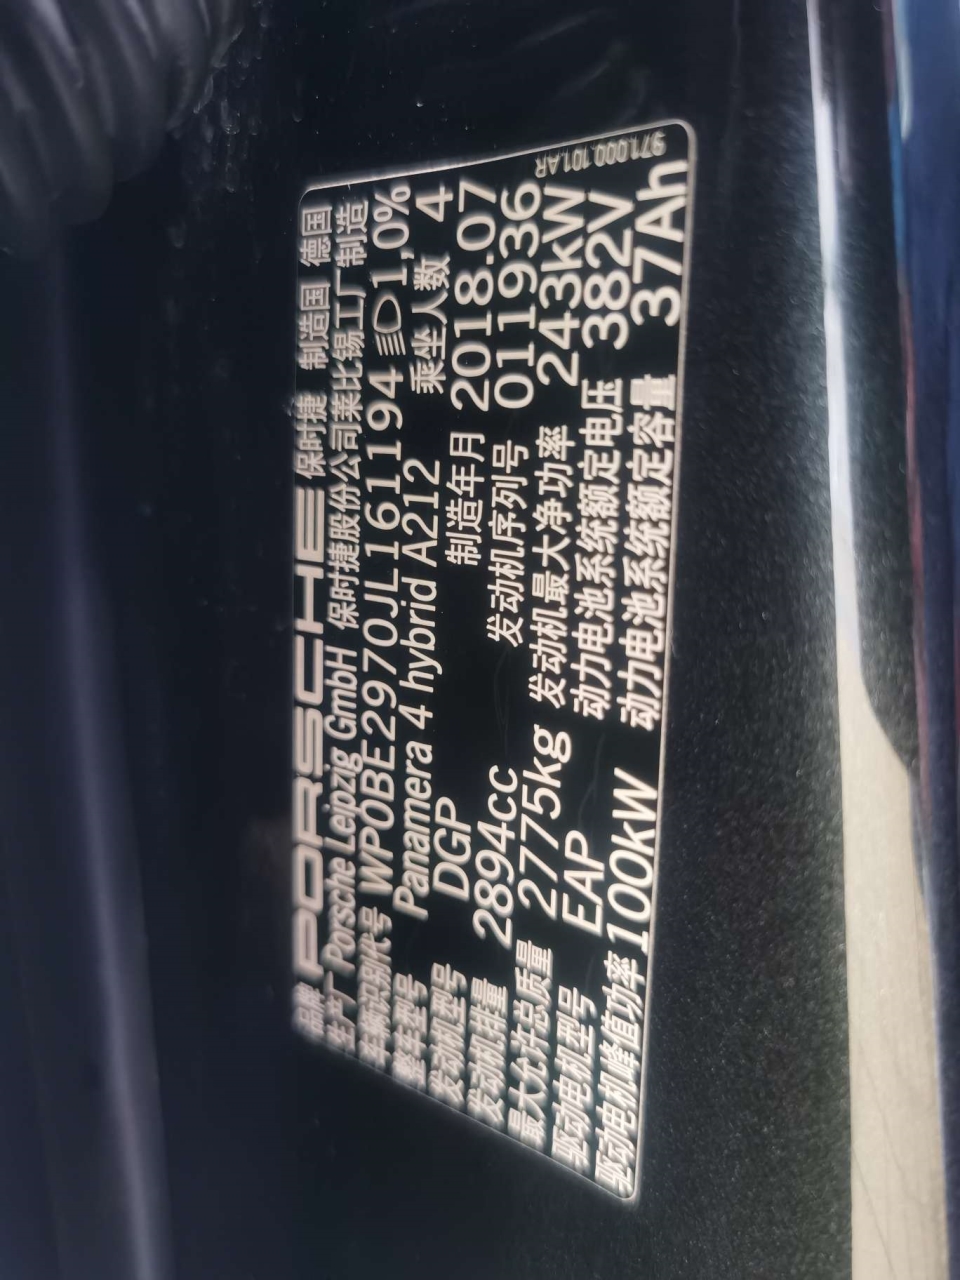 品牌 PORSCHE 保时捷 制造国 德国
生产厂 Porsche Leipzig GmbH 保时捷股份公司莱比锡工厂制造
车辆识别代号 WP0BE2970JL161194 1,0%
整车型号 Panamera 4 hybrid A212 乘坐人数 4
发动机型号 DGP 制造年月 2018.07
发动机排量 2894cc 发动机序列号 011936
最大允许总质量 2775kg 发动机最大净功率 243kW
驱动电机型号 EAP 动力电池系统额定电压 382V
驱动电机峰值功率 100kW 动力电池系统额定容量 37Ah
971.000.101.AR